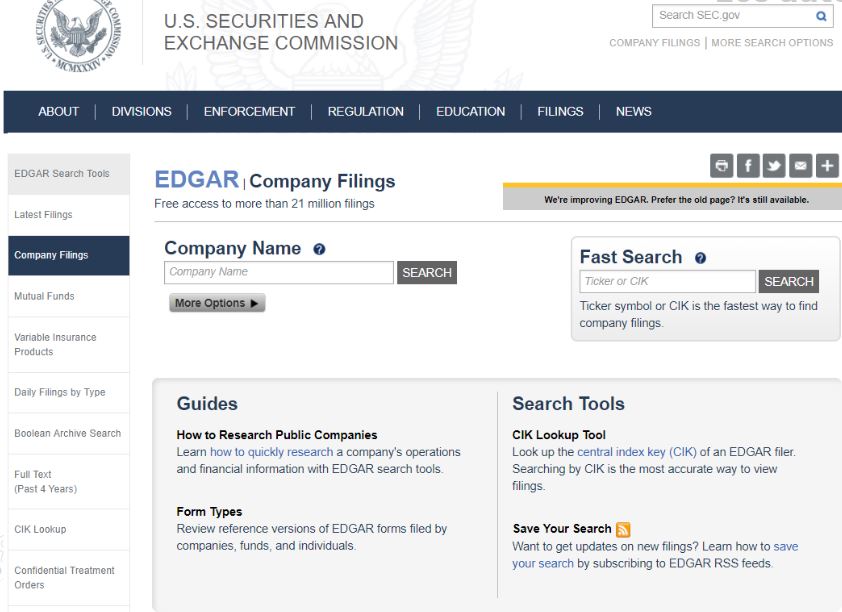 Search SEC.gov
U.S. SECURITIES AND
EXCHANGE COMMISSION
COMPANY FILINGS | MORE SEARCH OPTIONS
MCMXXXIV
ABOUT | DIVISIONS | ENFORCEMENT | REGULATION | EDUCATION | FILINGS | NEWS
EDGAR Search Tools
Latest Filings
Company Filings
Mutual Funds
Variable Insurance
Products
Daily Filings by Type
Boolean Archive Search
Full Text
(Past 4 Years)
CIK Lookup
Confidential Treatment
Orders
EDGAR | Company Filings
Free access to more than 21 million filings
We're improving EDGAR. Prefer the old page? It's still available.
Company Name ?
Company Name
SEARCH
More Options ▶
Fast Search ?
Ticker or CIK
SEARCH
Ticker symbol or CIK is the fastest way to find
company filings.
Guides
How to Research Public Companies
Learn how to quickly research a company's operations
and financial information with EDGAR search tools.
Form Types
Review reference versions of EDGAR forms filed by
companies, funds, and individuals.
Search Tools
CIK Lookup Tool
Look up the central index key (CIK) of an EDGAR filer.
Searching by CIK is the most accurate way to view
filings.
Save Your Search
Want to get updates on new filings? Learn how to save
your search by subscribing to EDGAR RSS feeds.